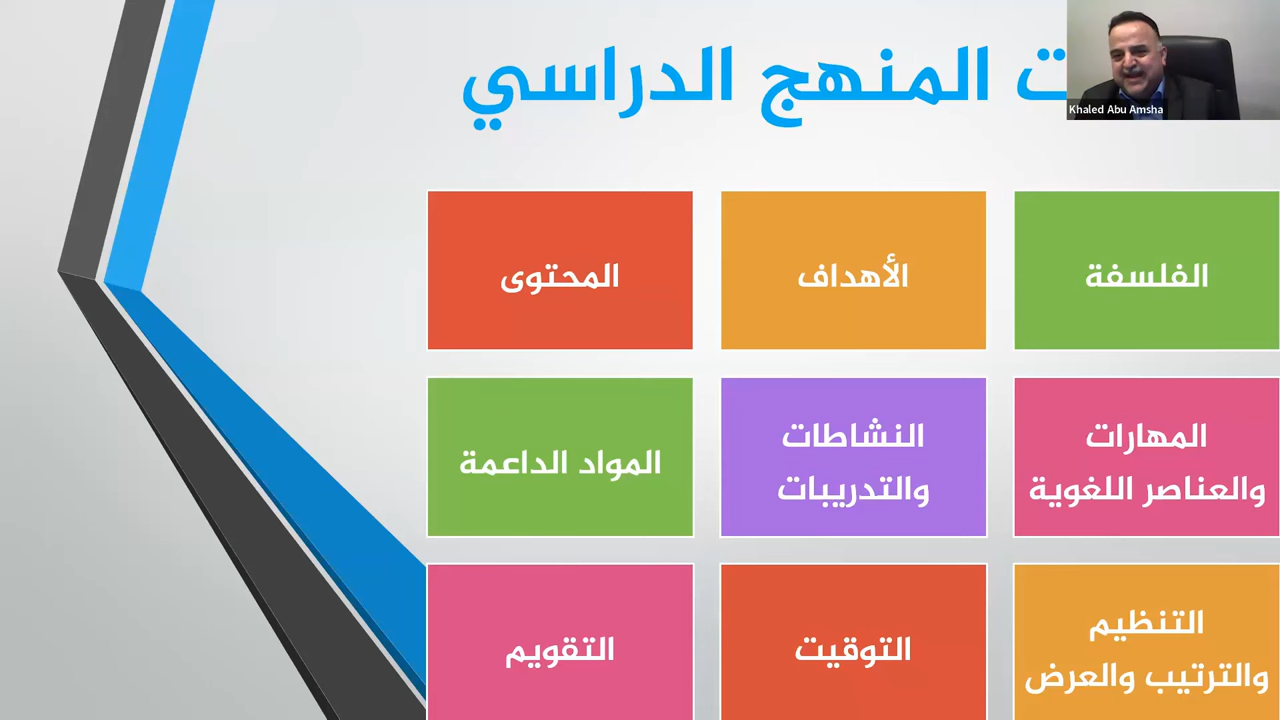 المنهج الدراسي
Khaled Abu Amsha
الفلسفة
الأهداف
المحتوى
المهارات
والعناصر اللغوية
النشاطات
والتدريبات
المواد الداعمة
التنظيم
والترتيب والعرض
التوقيت
التقويم